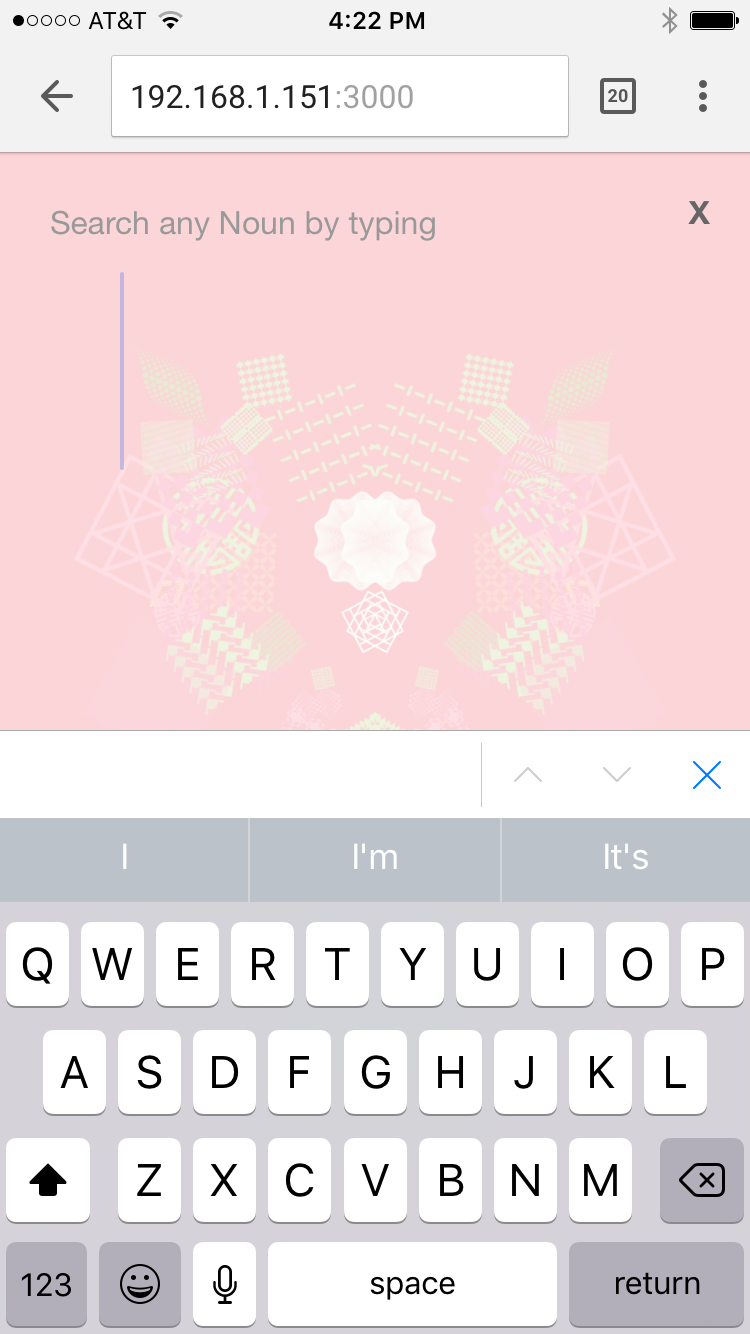 AT&T 4:22 PM
192.168.1.151:3000 20
Search any Noun by typing X
I I'm It's
Q W E R T Y U I O P
A S D F G H J K L
Z X C V B N M
123 space return